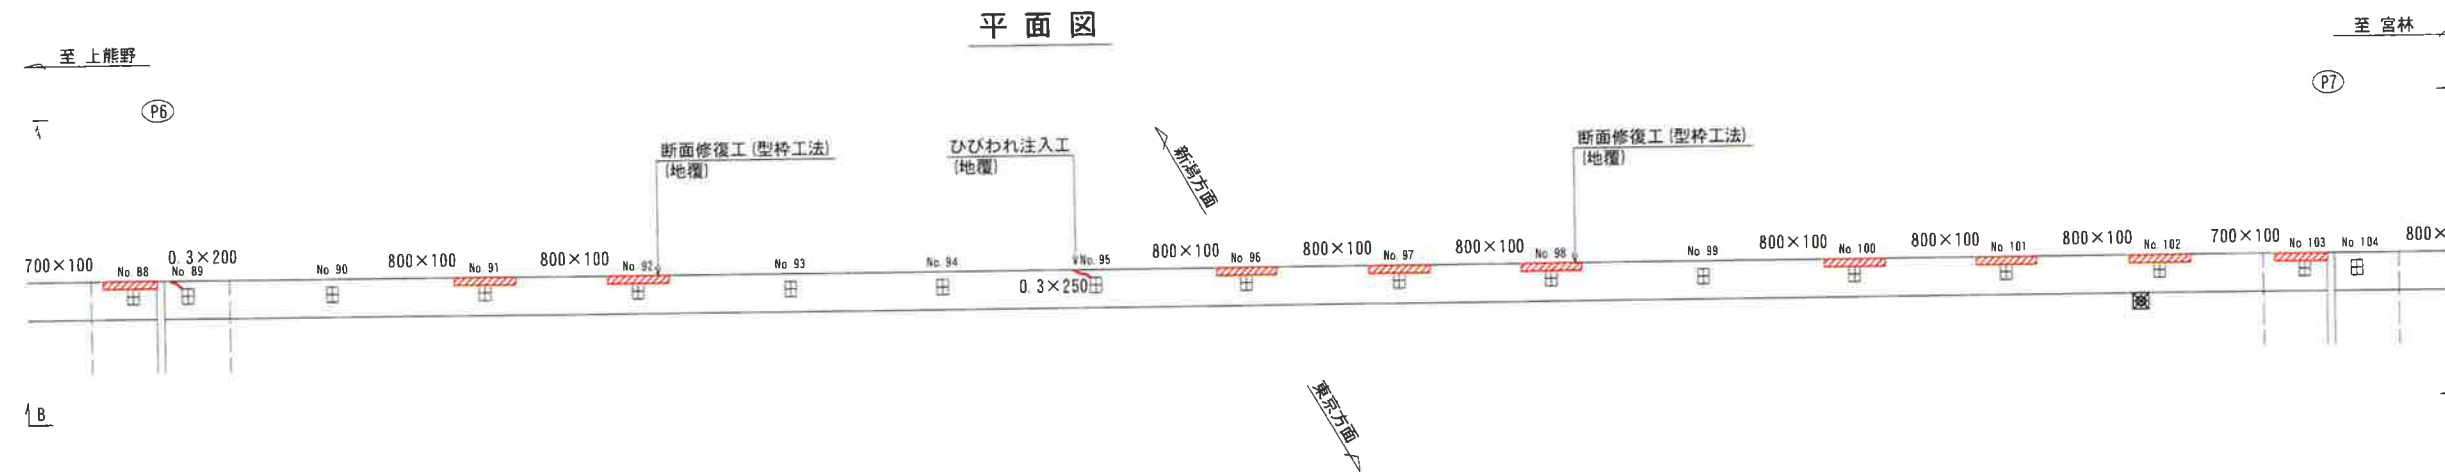 平面図
至 上熊野
至 宮林
P6
P7
断面修復工(型枠工法)
(地覆)
ひびわれ注入工
(地覆)
断面修復工(型枠工法)
(地覆)
新潟方面
700×100
No 88
No 89
0.3×200
No 90
800×100
No 91
800×100
No. 92
No 93
No. 94
0.3×250
No. 95
800×100
No 96
800×100
No. 97
800×100
No. 98
No 99
800×100
No 100
800×100
No. 101
800×100
No. 102
700×100
No 103
No 104
800×
B
東京方面